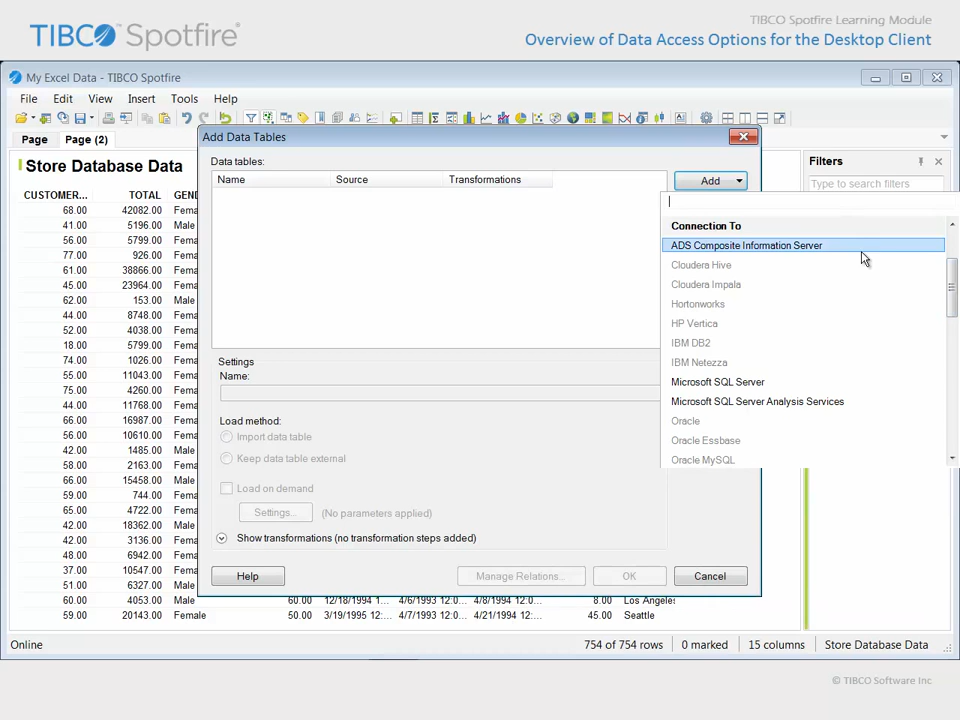 TIBCO Spotfire®
TIBCO Spotfire Learning Module
Overview of Data Access Options for the Desktop Client
My Excel Data - TIBCO Spotfire
File Edit View Insert Tools Help
Page Page (2)
Store Database Data
CUSTOMER... TOTAL GEND
68.00 42082.00 Fema
41.00 5196.00 Male
56.00 5799.00 Fema
77.00 926.00 Fema
61.00 38866.00 Fema
45.00 23964.00 Fema
62.00 153.00 Male
44.00 8748.00 Fema
52.00 4038.00 Fema
18.00 5799.00 Fema
74.00 1026.00 Fema
55.00 11043.00 Fema
75.00 4260.00 Fema
44.00 11768.00 Fema
66.00 16987.00 Fema
56.00 10610.00 Fema
42.00 1485.00 Male
58.00 2163.00 Fema
66.00 15458.00 Fema
59.00 744.00 Fema
65.00 4722.00 Fema
42.00 18362.00 Fema
42.00 3136.00 Fema
48.00 6942.00 Fema
37.00 10547.00 Fema
51.00 6327.00 Male
60.00 4053.00 Male 60.00 12/18/1994 1... 4/6/1993 12:0... 4/8/1994 12:0... 8.00 Los Angeles
59.00 20143.00 Female 50.00 3/19/1995 12:... 4/7/1993 12:0... 4/21/1994 12:... 45.00 Seattle
Add Data Tables
Data tables:
Name Source Transformations
Add
Connection To
ADS Composite Information Server
Cloudera Hive
Cloudera Impala
Hortonworks
HP Vertica
IBM DB2
IBM Netezza
Microsoft SQL Server
Microsoft SQL Server Analysis Services
Oracle
Oracle Essbase
Oracle MySQL
Settings
Name:
Load method:
Import data table
Keep data table external
Load on demand
Settings... (No parameters applied)
Show transformations (no transformation steps added)
Help Manage Relations... OK Cancel
Filters
Type to search filters
Online 754 of 754 rows 0 marked 15 columns Store Database Data
© TIBCO Software Inc